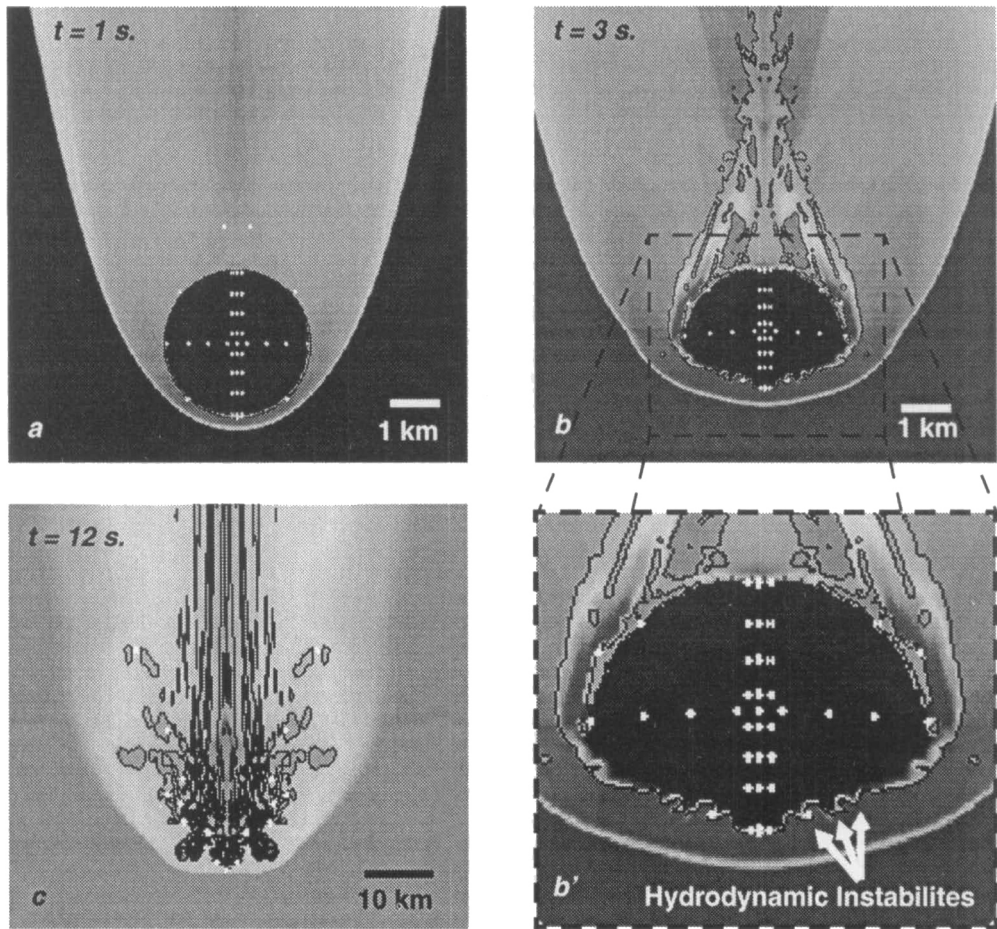 t = 1 s.
a
1 km
t = 3 s.
b
1 km
t = 12 s.
c
10 km
b'
Hydrodynamic Instabilites